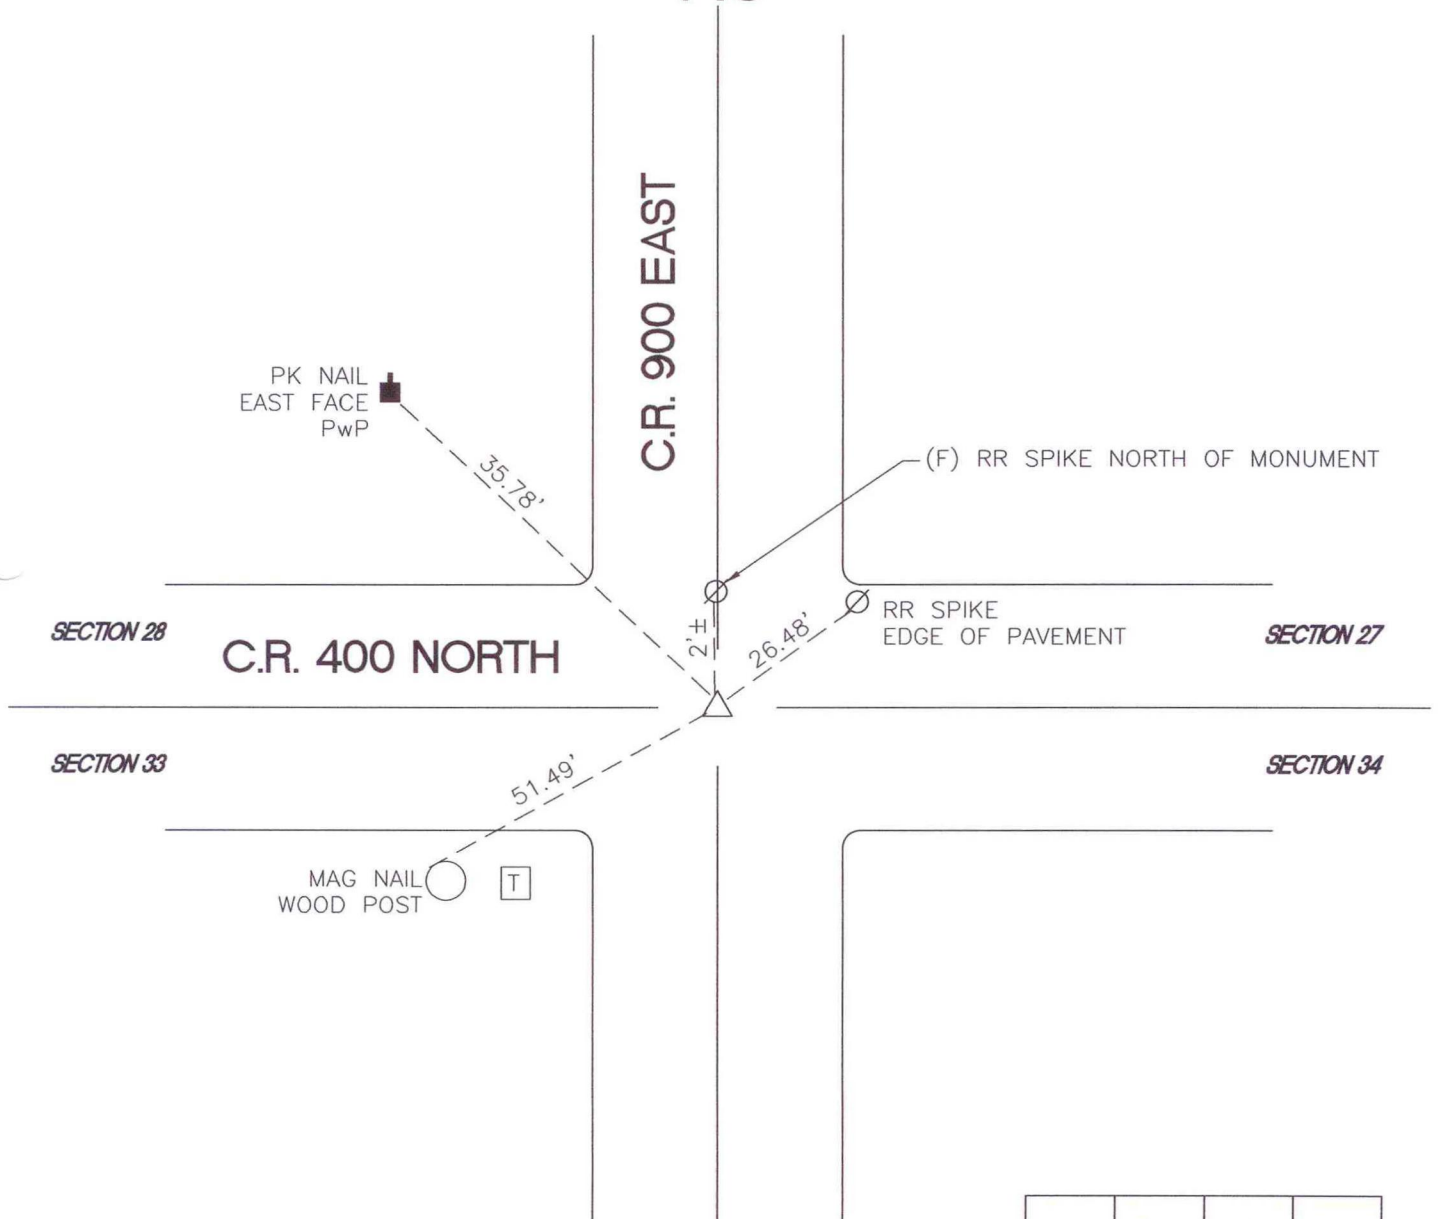 C.R. 900 EAST
PK NAIL
EAST FACE
PwP
35.78'
(F) RR SPIKE NORTH OF MONUMENT
SECTION 28
C.R. 400 NORTH
2'±
26.48'
RR SPIKE
EDGE OF PAVEMENT
SECTION 27
SECTION 33
51.49'
SECTION 34
MAG NAIL
WOOD POST
T